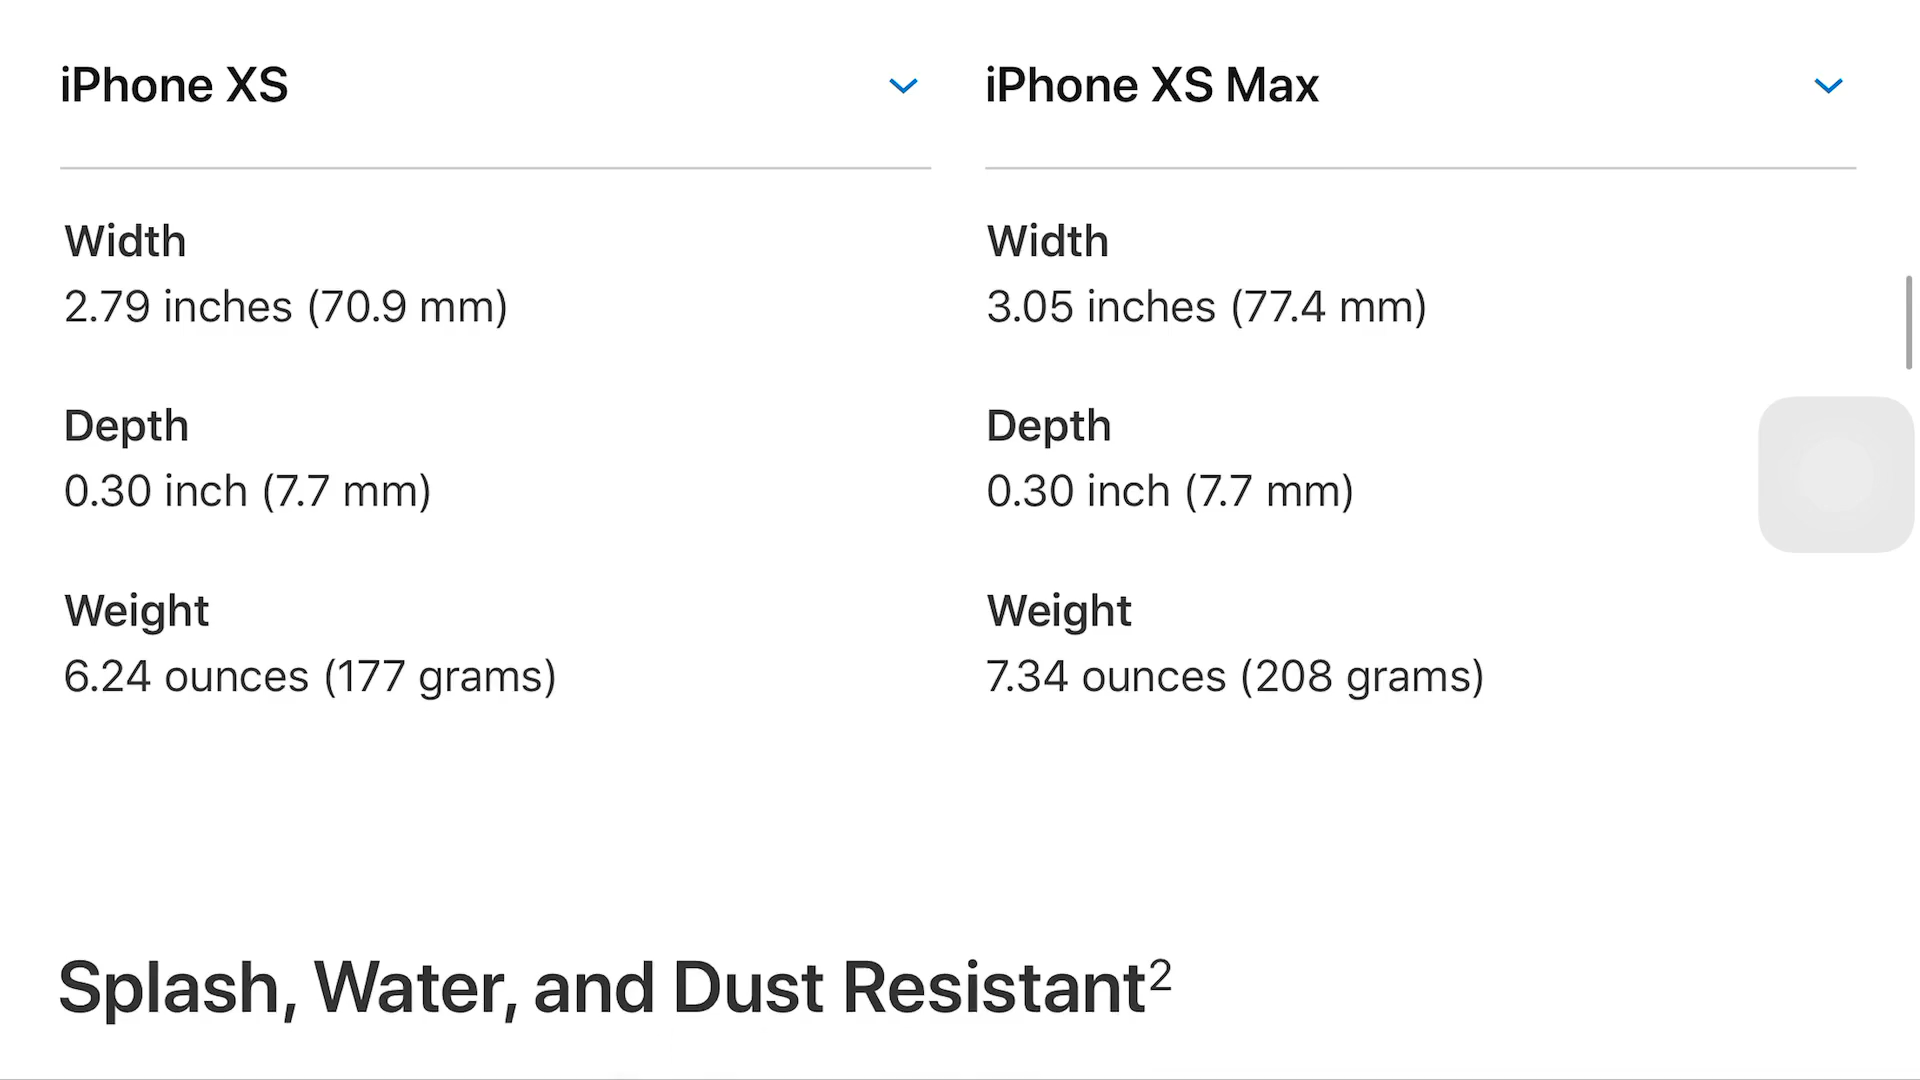 iPhone XS
iPhone XS Max
Width
2.79 inches (70.9 mm)
Width
3.05 inches (77.4 mm)
Depth
0.30 inch (7.7 mm)
Depth
0.30 inch (7.7 mm)
Weight
6.24 ounces (177 grams)
Weight
7.34 ounces (208 grams)
Splash, Water, and Dust Resistant²